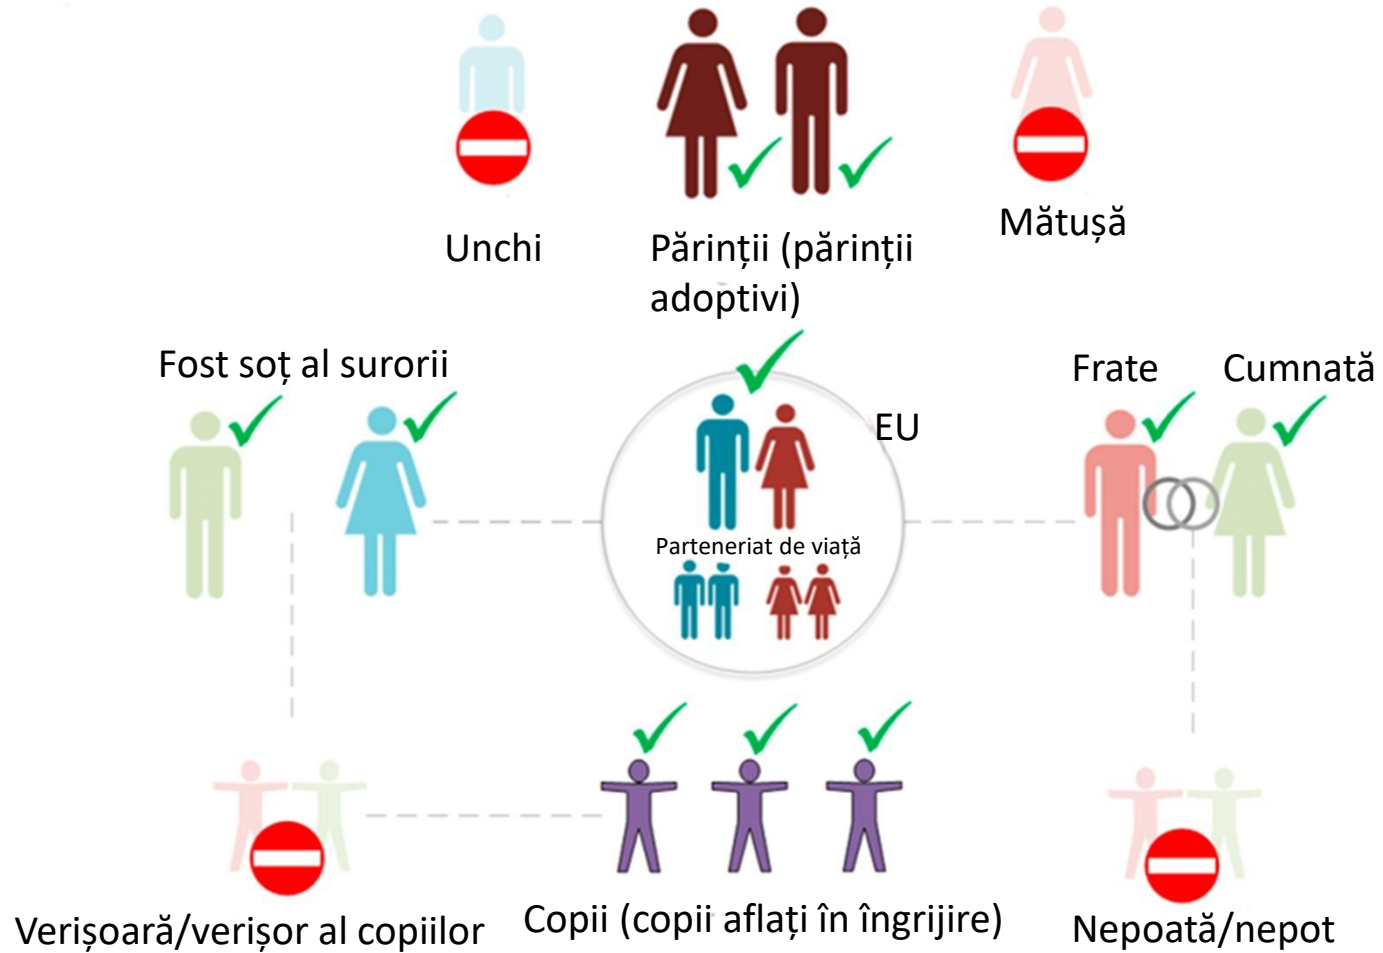 Unchi
Părinții (părinții
adoptivi)
Mătușă
Fost soț al surorii
EU
Frate
Cumnată
Parteneriat de viață
Verișoară/verișor al copiilor
Copii (copii aflați în îngrijire)
Nepoată/nepot